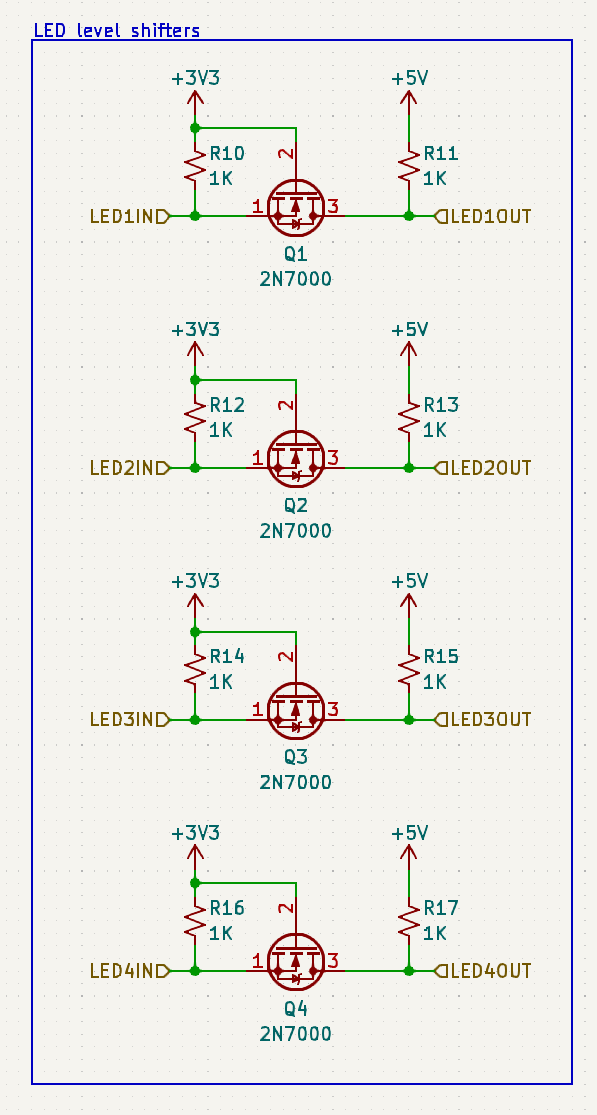 LED level shifters
+3V3 +5V
R10 1K
2
R11 1K
LED1IN 1 3 LED1OUT
Q1
2N7000
+3V3 +5V
R12 1K
2
R13 1K
LED2IN 1 3 LED2OUT
Q2
2N7000
+3V3 +5V
R14 1K
2
R15 1K
LED3IN 1 3 LED3OUT
Q3
2N7000
+3V3 +5V
R16 1K
2
R17 1K
LED4IN 1 3 LED4OUT
Q4
2N7000